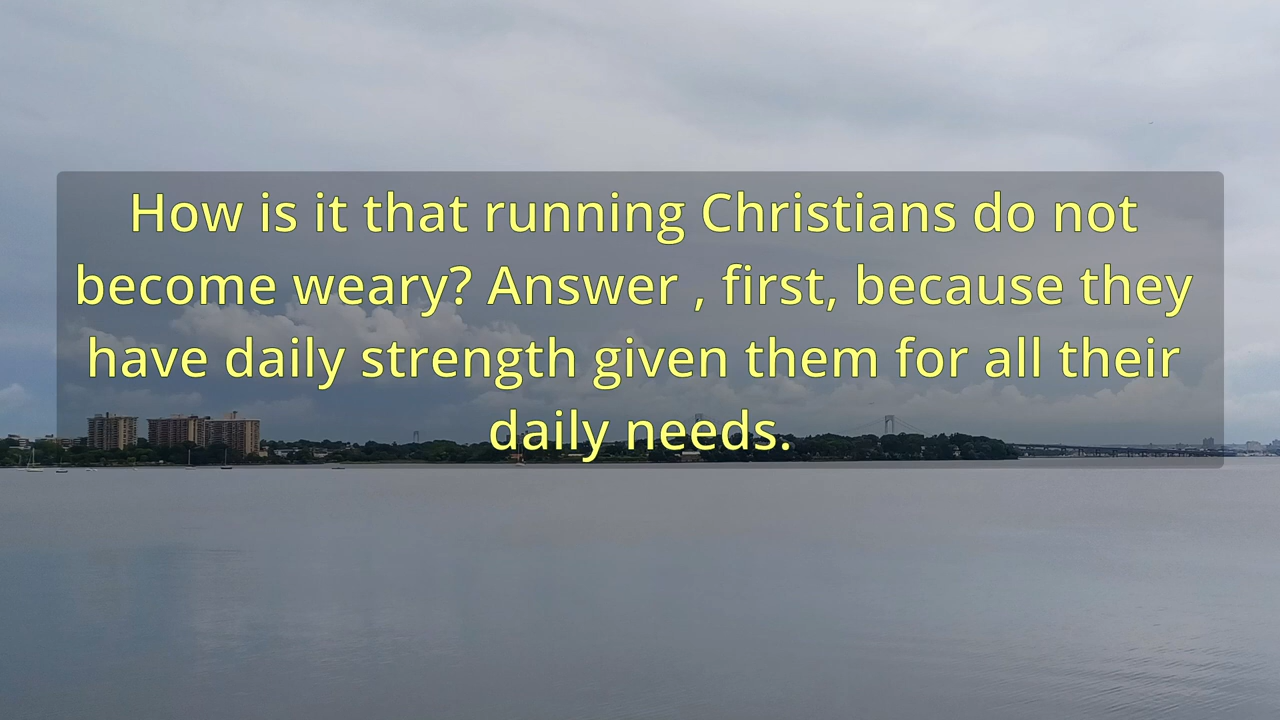 How is it that running Christians do not
become weary? Answer , first, because they
have daily strength given them for all their
daily needs.